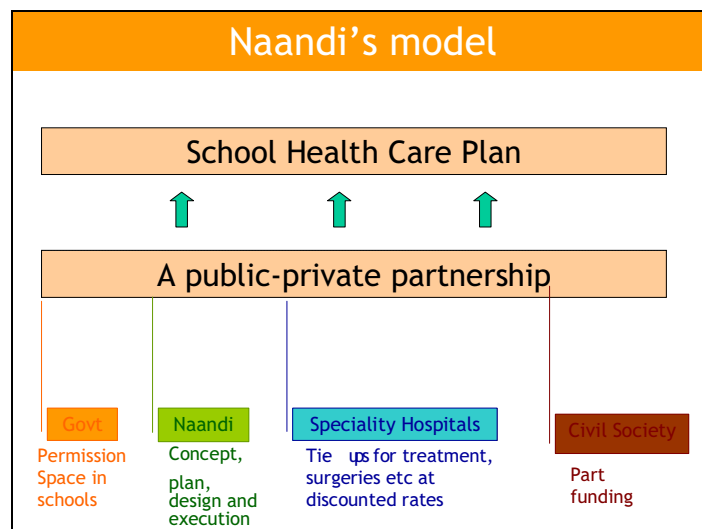 Naandi’s model
School Health Care Plan
A public-private partnership
Govt
Permission
Space in
schools
Naandi
Concept,
plan,
design and
execution
Speciality Hospitals
Tie ups for treatment,
surgeries etc at
discounted rates
Civil Society
Part
funding